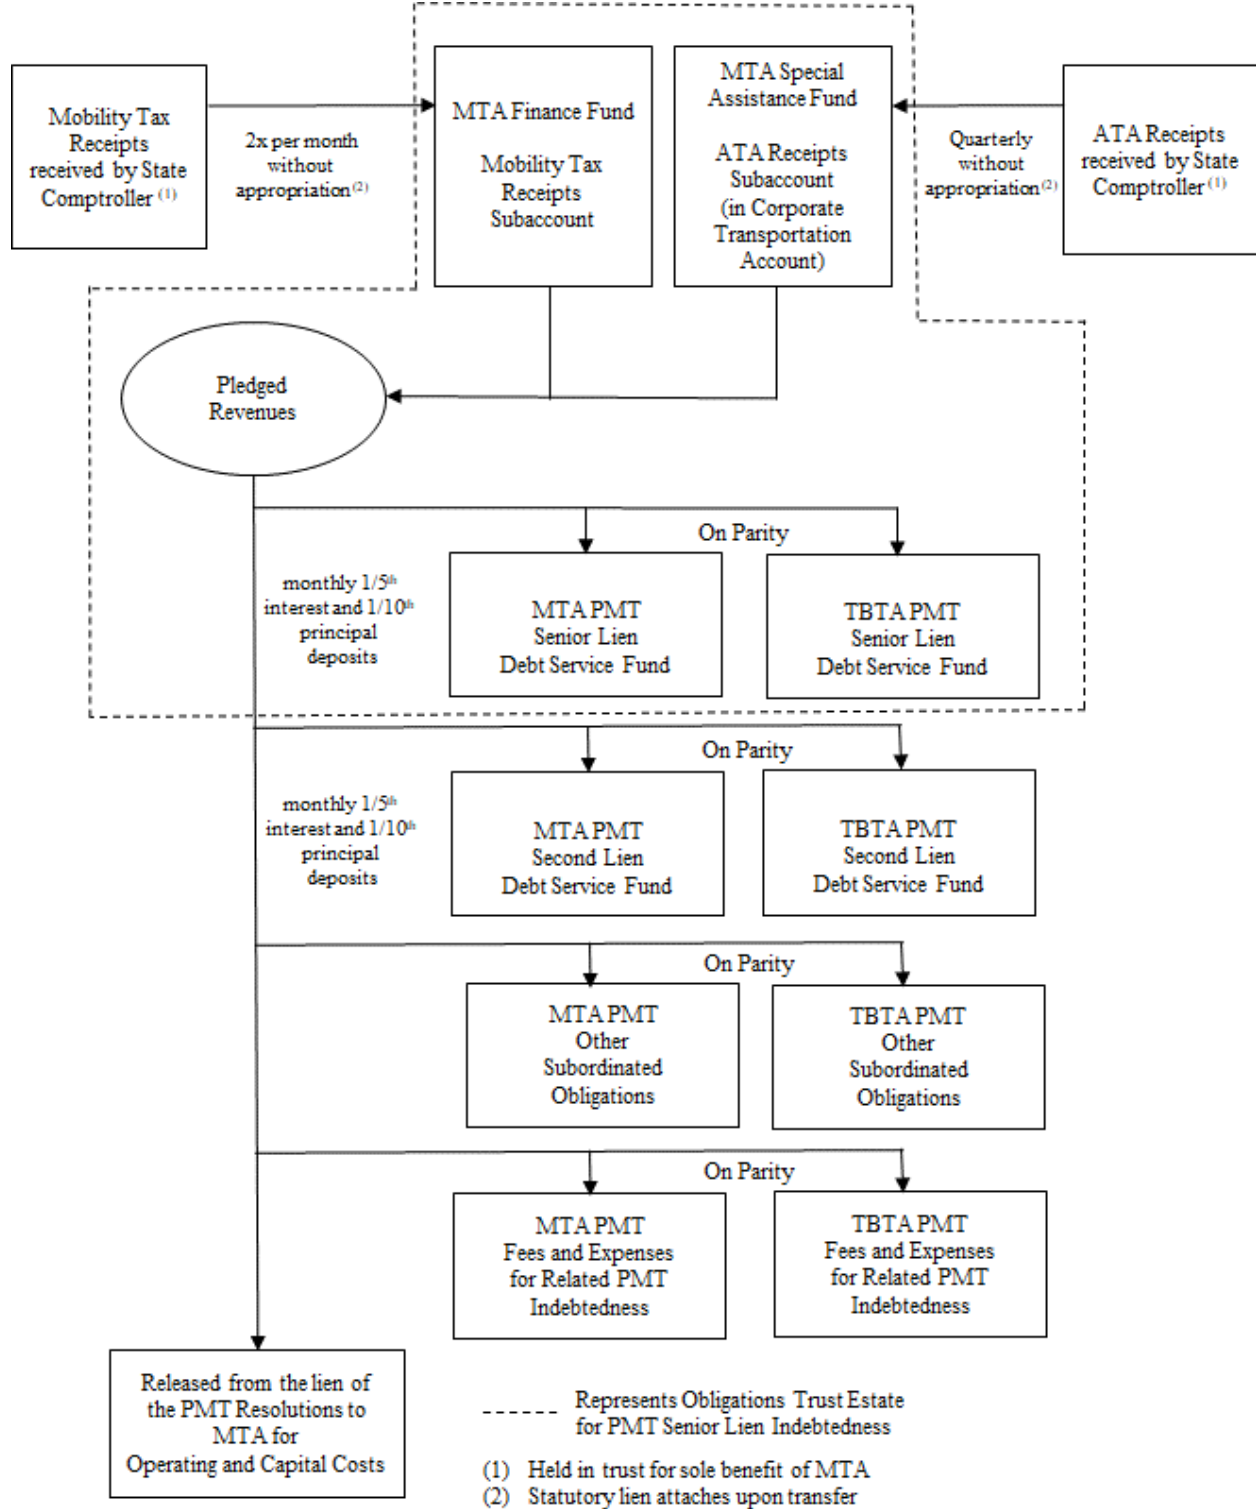 Mobility Tax
Receipts
received by State
Comptroller (1)
2x per month
without
appropriation(2)
MTA Finance Fund
Mobility Tax
Receipts
Subaccount
MTA Special
Assistance Fund
ATA Receipts
Subaccount
(in Corporate
Transportation
Account)
Quarterly
without
appropriation(2)
ATA Receipts
received by State
Comptroller(1)
Pledged
Revenues
On Parity
monthly 1/5th
interest and 1/10th
principal
deposits
MTA PMT
Senior Lien
Debt Service Fund
TBTA PMT
Senior Lien
Debt Service Fund
On Parity
monthly 1/5th
interest and 1/10th
principal
deposits
MTA PMT
Second Lien
Debt Service Fund
TBTA PMT
Second Lien
Debt Service Fund
On Parity
MTA PMT
Other
Subordinated
Obligations
TBTA PMT
Other
Subordinated
Obligations
On Parity
MTA PMT
Fees and Expenses
for Related PMT
Indebtedness
TBTA PMT
Fees and Expenses
for Related PMT
Indebtedness
Released from the lien of
the PMT Resolutions to
MTA for
Operating and Capital Costs
Represents Obligations Trust Estate
for PMT Senior Lien Indebtedness
(1) Held in trust for sole benefit of MTA
(2) Statutory lien attaches upon transfer